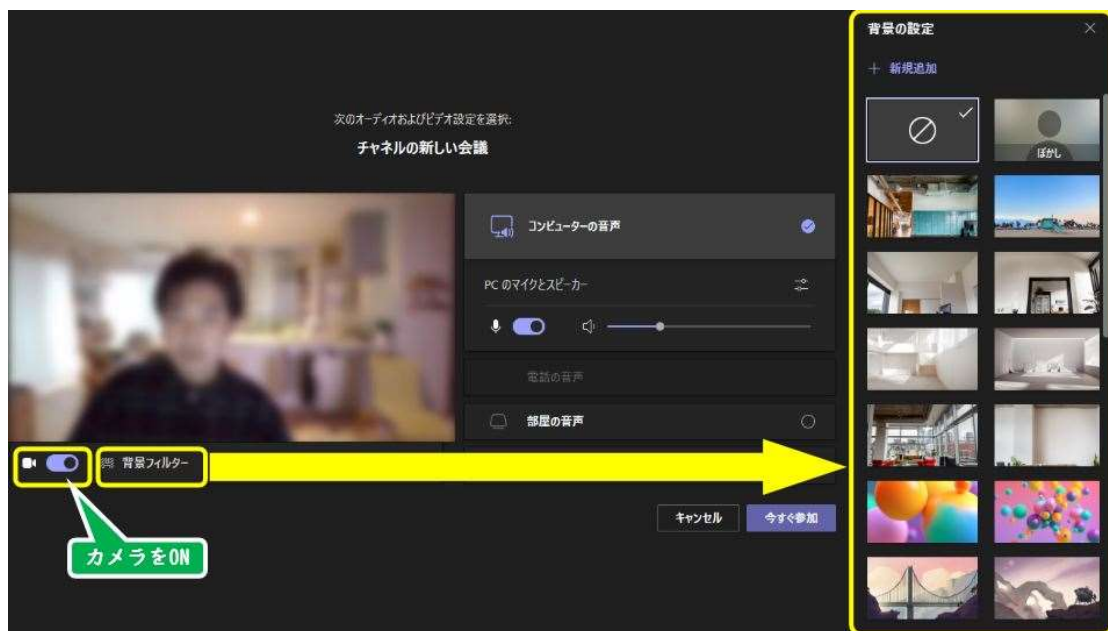 背景の設定
新規追加
次のオーディオおよびビデオ設定を選択:
チャネルの新しい会議
ぼかし
コンピューターの音声
PC のマイクとスピーカー
電話の音声
部屋の音声
背景フィルター
キャンセル
今すぐ参加
カメラをON